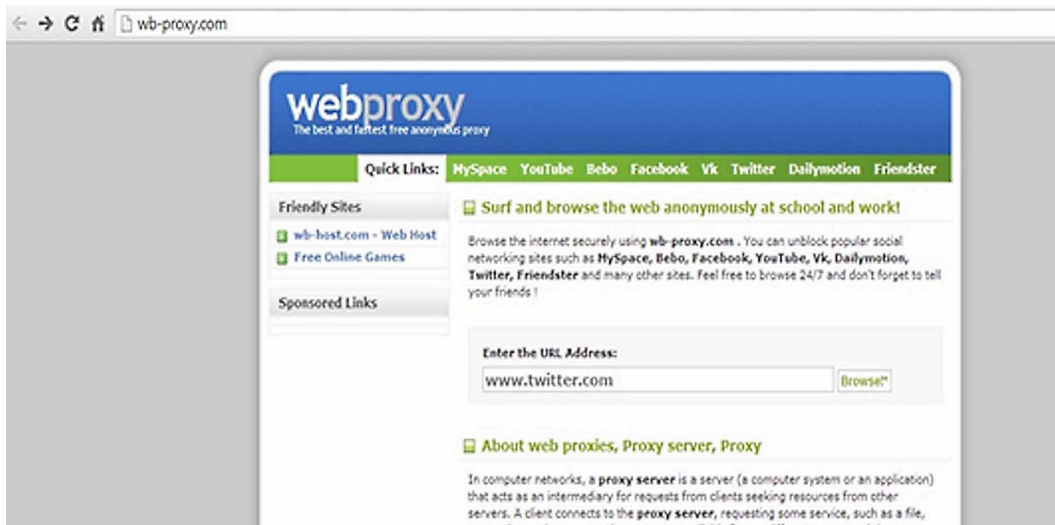 wb-proxy.com
webproxy
The best and fastest free anonymous proxy
Quick Links: MySpace YouTube Bebo Facebook Vk Twitter Dailymotion Friendster
Friendly Sites
wb-host.com - Web Host
Free Online Games
Sponsored Links
Surf and browse the web anonymously at school and work!
Browse the internet securely using wb-proxy.com . You can unblock popular social
networking sites such as MySpace, Bebo, Facebook, YouTube, Vk, Dailymotion,
Twitter, Friendster and many other sites. Feel free to browse 24/7 and don't forget to tell
your friends !
Enter the URL Address:
www.twitter.com
Browse!"
About web proxies, Proxy server, Proxy
In computer networks, a proxy server is a server (a computer system or an application)
that acts as an intermediary for requests from clients seeking resources from other
servers. A client connects to the proxy server, requesting some service, such as a file,